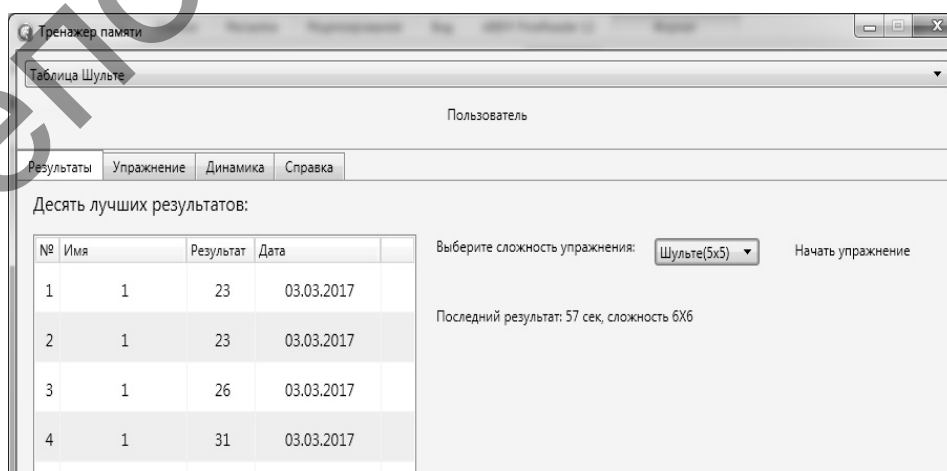 Тренажер памяти
Таблица Шульте
Пользователь
Результаты Упражнение Динамика Справка
Десять лучших результатов:
№ Имя Результат Дата
1 1 23 03.03.2017
2 1 23 03.03.2017
3 1 26 03.03.2017
4 1 31 03.03.2017
Выберите сложность упражнения: Шульте(5x5) Начать упражнение
Последний результат: 57 сек, сложность 6X6